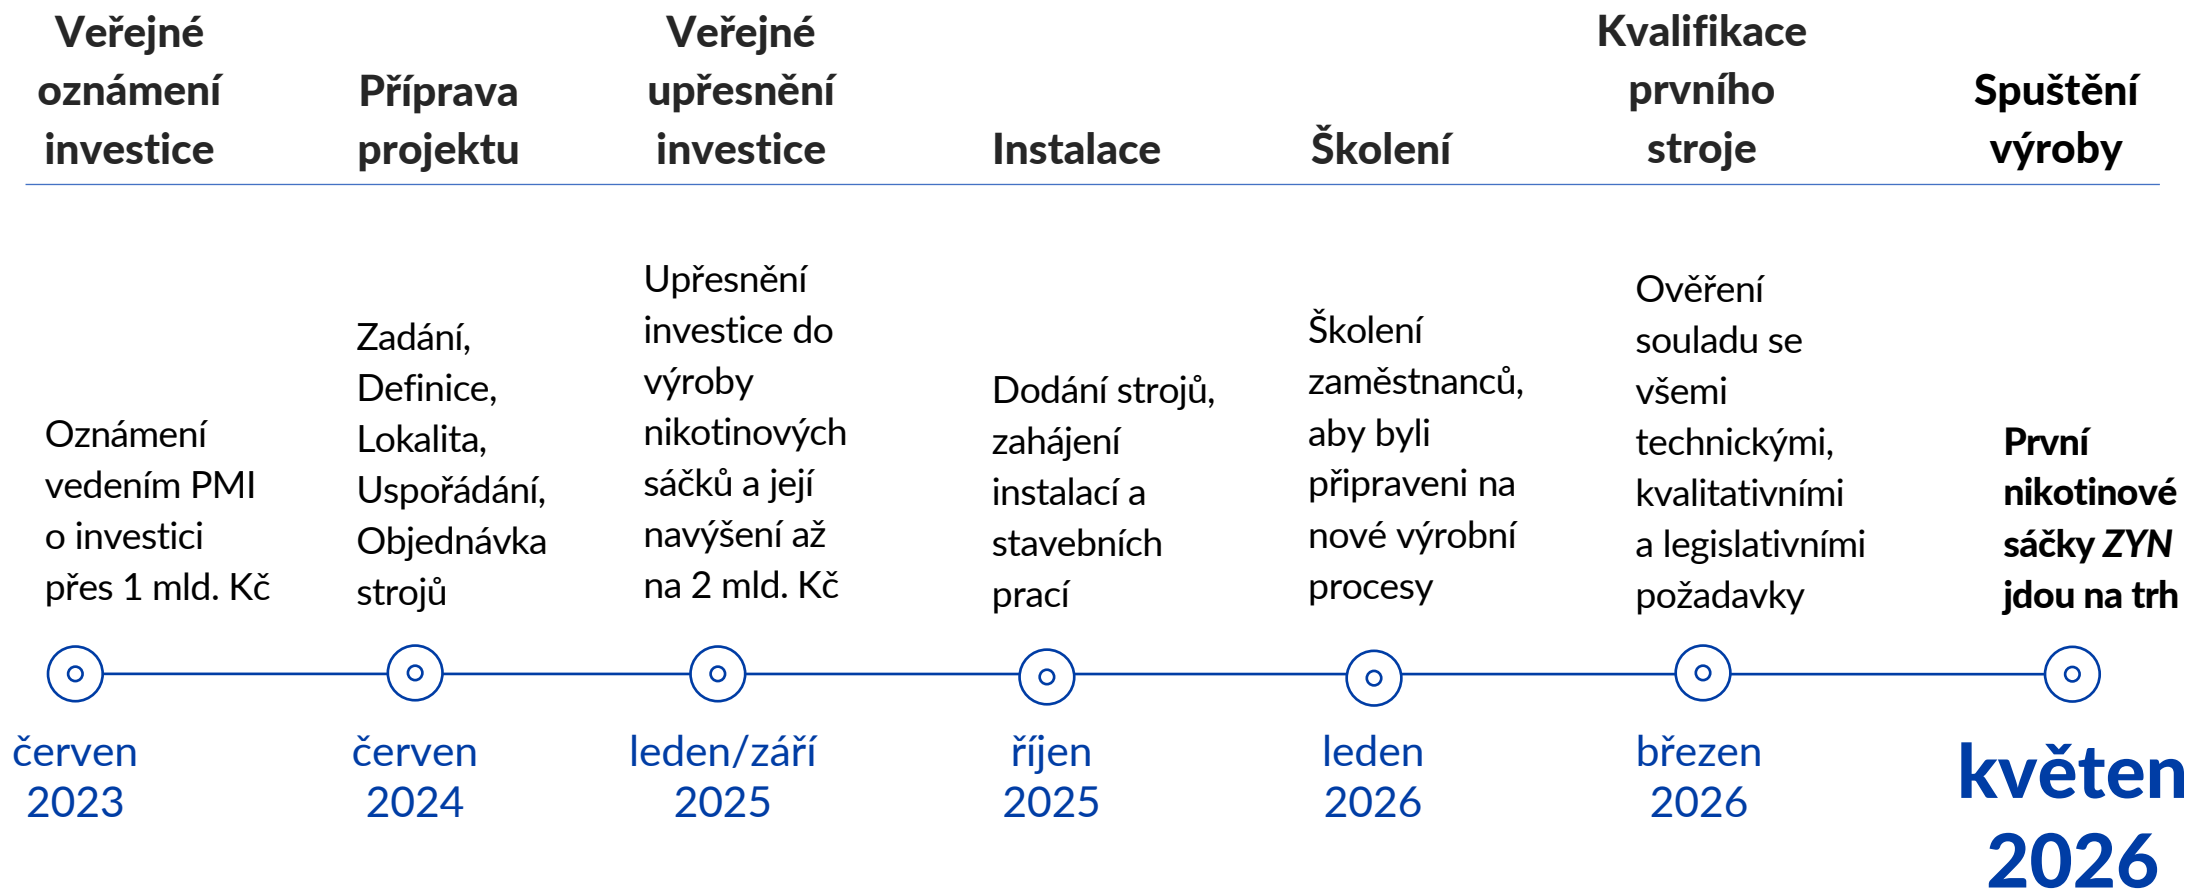 Veřejné
oznámení
investice
Příprava
projektu
Veřejné
upřesnění
investice
Instalace
Školení
Kvalifikace
prvního
stroje
Spuštění
výroby
Oznámení
vedením PMI
o investici
přes 1 mld. Kč
Zadání,
Definice,
Lokalita,
Uspořádání,
Objednávka
strojů
Upřesnění
investice do
výroby
nikotinových
sáčků a její
navýšení až
na 2 mld. Kč
Dodání strojů,
zahájení
instalací a
stavebních
prací
Školení
zaměstnanců,
aby byli
připraveni na
nové výrobní
procesy
Ověření
souladu se
všemi
technickými,
kvalitativními
a legislativními
požadavky
První
nikotinové
sáčky ZYN
jdou na trh
červen
2023
červen
2024
leden/září
2025
říjen
2025
leden
2026
březen
2026
květen
2026